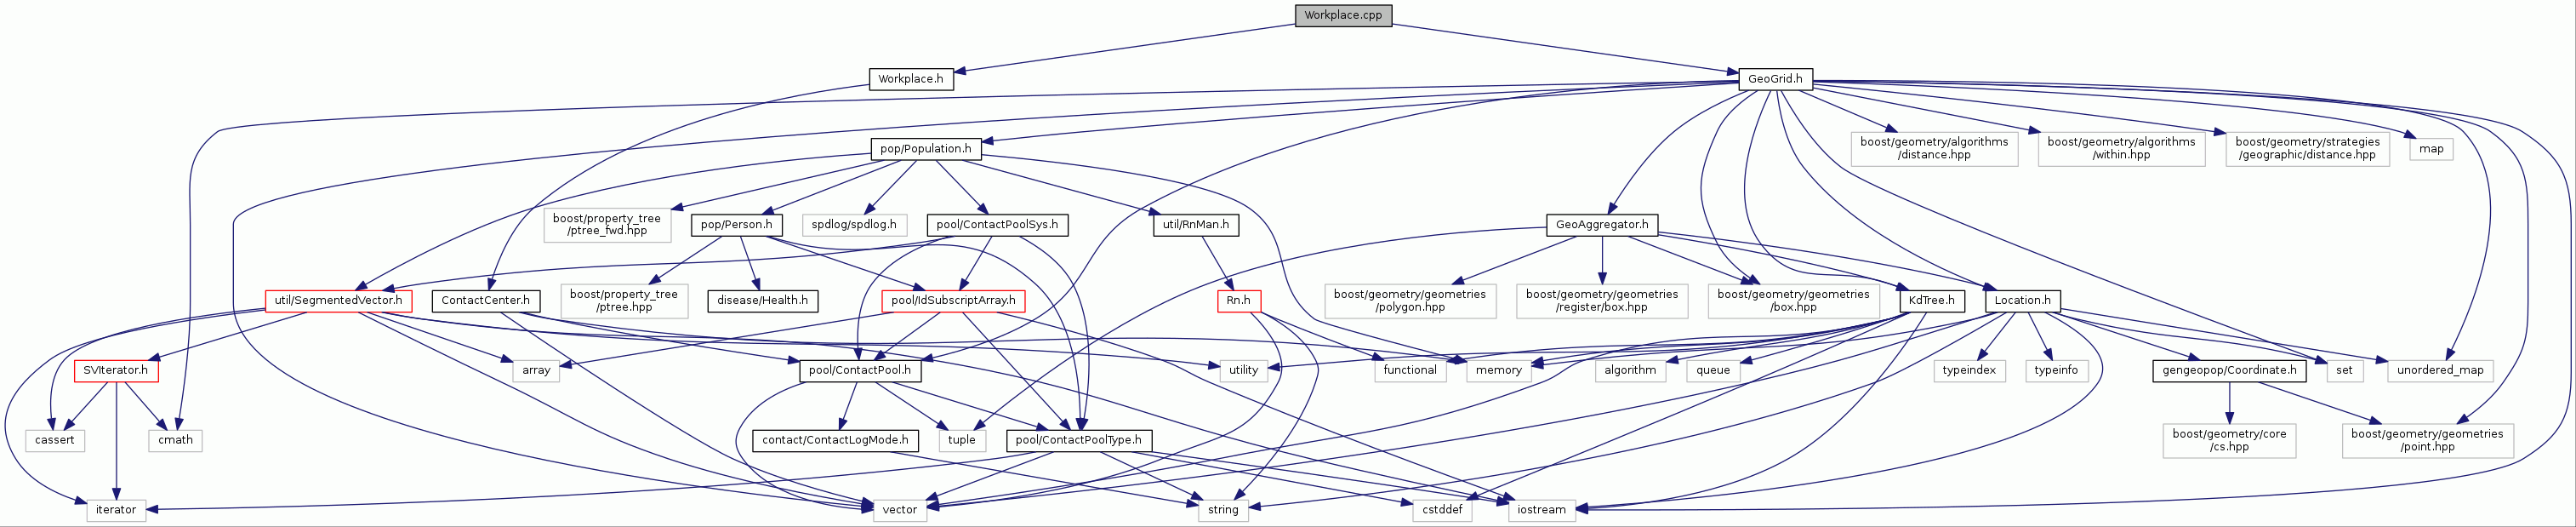 Workplace.cpp
Workplace.h
GeoGrid.h
pop/Population.h
boost/geometry/algorithms
/distance.hpp
boost/geometry/algorithms
/within.hpp
boost/geometry/strategies
/geographic/distance.hpp
map
boost/property_tree
/ptree_fwd.hpp
pop/Person.h
spdlog/spdlog.h
pool/ContactPoolSys.h
util/RnMan.h
GeoAggregator.h
util/SegmentedVector.h
ContactCenter.h
boost/property_tree
/ptree.hpp
disease/Health.h
pool/IdSubscriptArray.h
Rn.h
boost/geometry/geometries
/polygon.hpp
boost/geometry/geometries
/register/box.hpp
boost/geometry/geometries
/box.hpp
KdTree.h
Location.h
SVIterator.h
array
pool/ContactPool.h
utility
functional
memory
algorithm
queue
typeindex
typeinfo
gengeopop/Coordinate.h
set
unordered_map
cassert
cmath
contact/ContactLogMode.h
tuple
pool/ContactPoolType.h
boost/geometry/core
/cs.hpp
boost/geometry/geometries
/point.hpp
iterator
vector
string
cstddef
iostream